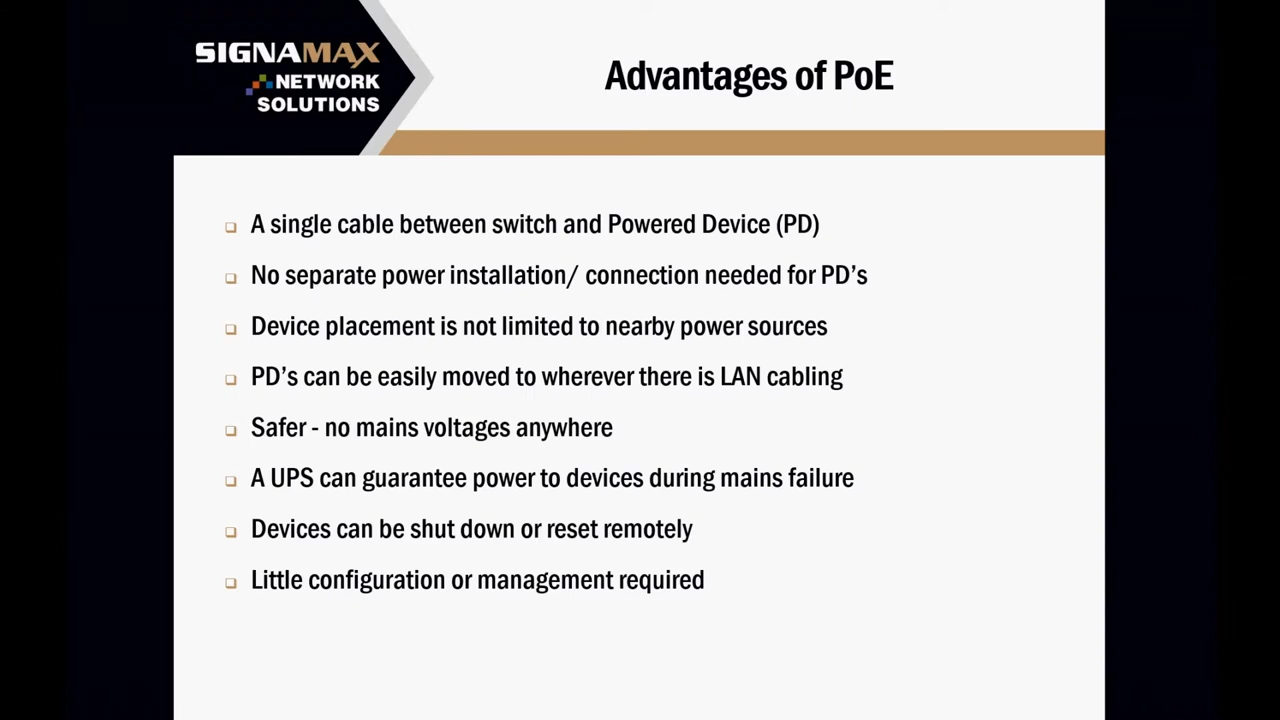 SIGNAMAX
NETWORK
SOLUTIONS
Advantages of PoE
A single cable between switch and Powered Device (PD)
No separate power installation/ connection needed for PD's
Device placement is not limited to nearby power sources
PD's can be easily moved to wherever there is LAN cabling
Safer - no mains voltages anywhere
A UPS can guarantee power to devices during mains failure
Devices can be shut down or reset remotely
Little configuration or management required